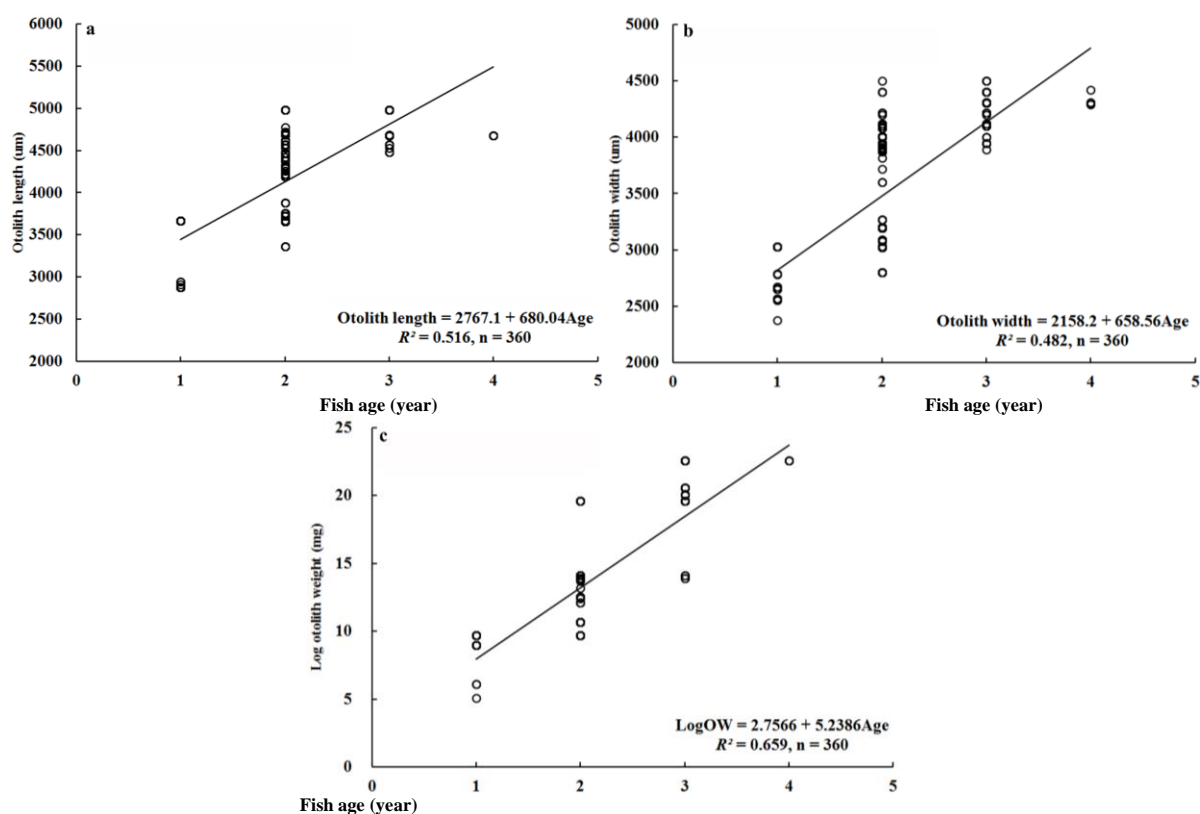 a
6000
5500
5000
4500
4000
3500
3000
2500
2000
Otolith length (um)
Otolith length = 2767.1 + 680.04Age
R² = 0.516, n = 360
0 1 2 3 4 5
Fish age (year)
b
5000
4500
4000
3500
3000
2500
2000
Otolith width (um)
Otolith width = 2158.2 + 658.56Age
R² = 0.482, n = 360
0 1 2 3 4 5
Fish age (year)
c
25
20
15
10
5
0
Log otolith weight (mg)
LogOW = 2.7566 + 5.2386Age
R² = 0.659, n = 360
0 1 2 3 4 5
Fish age (year)